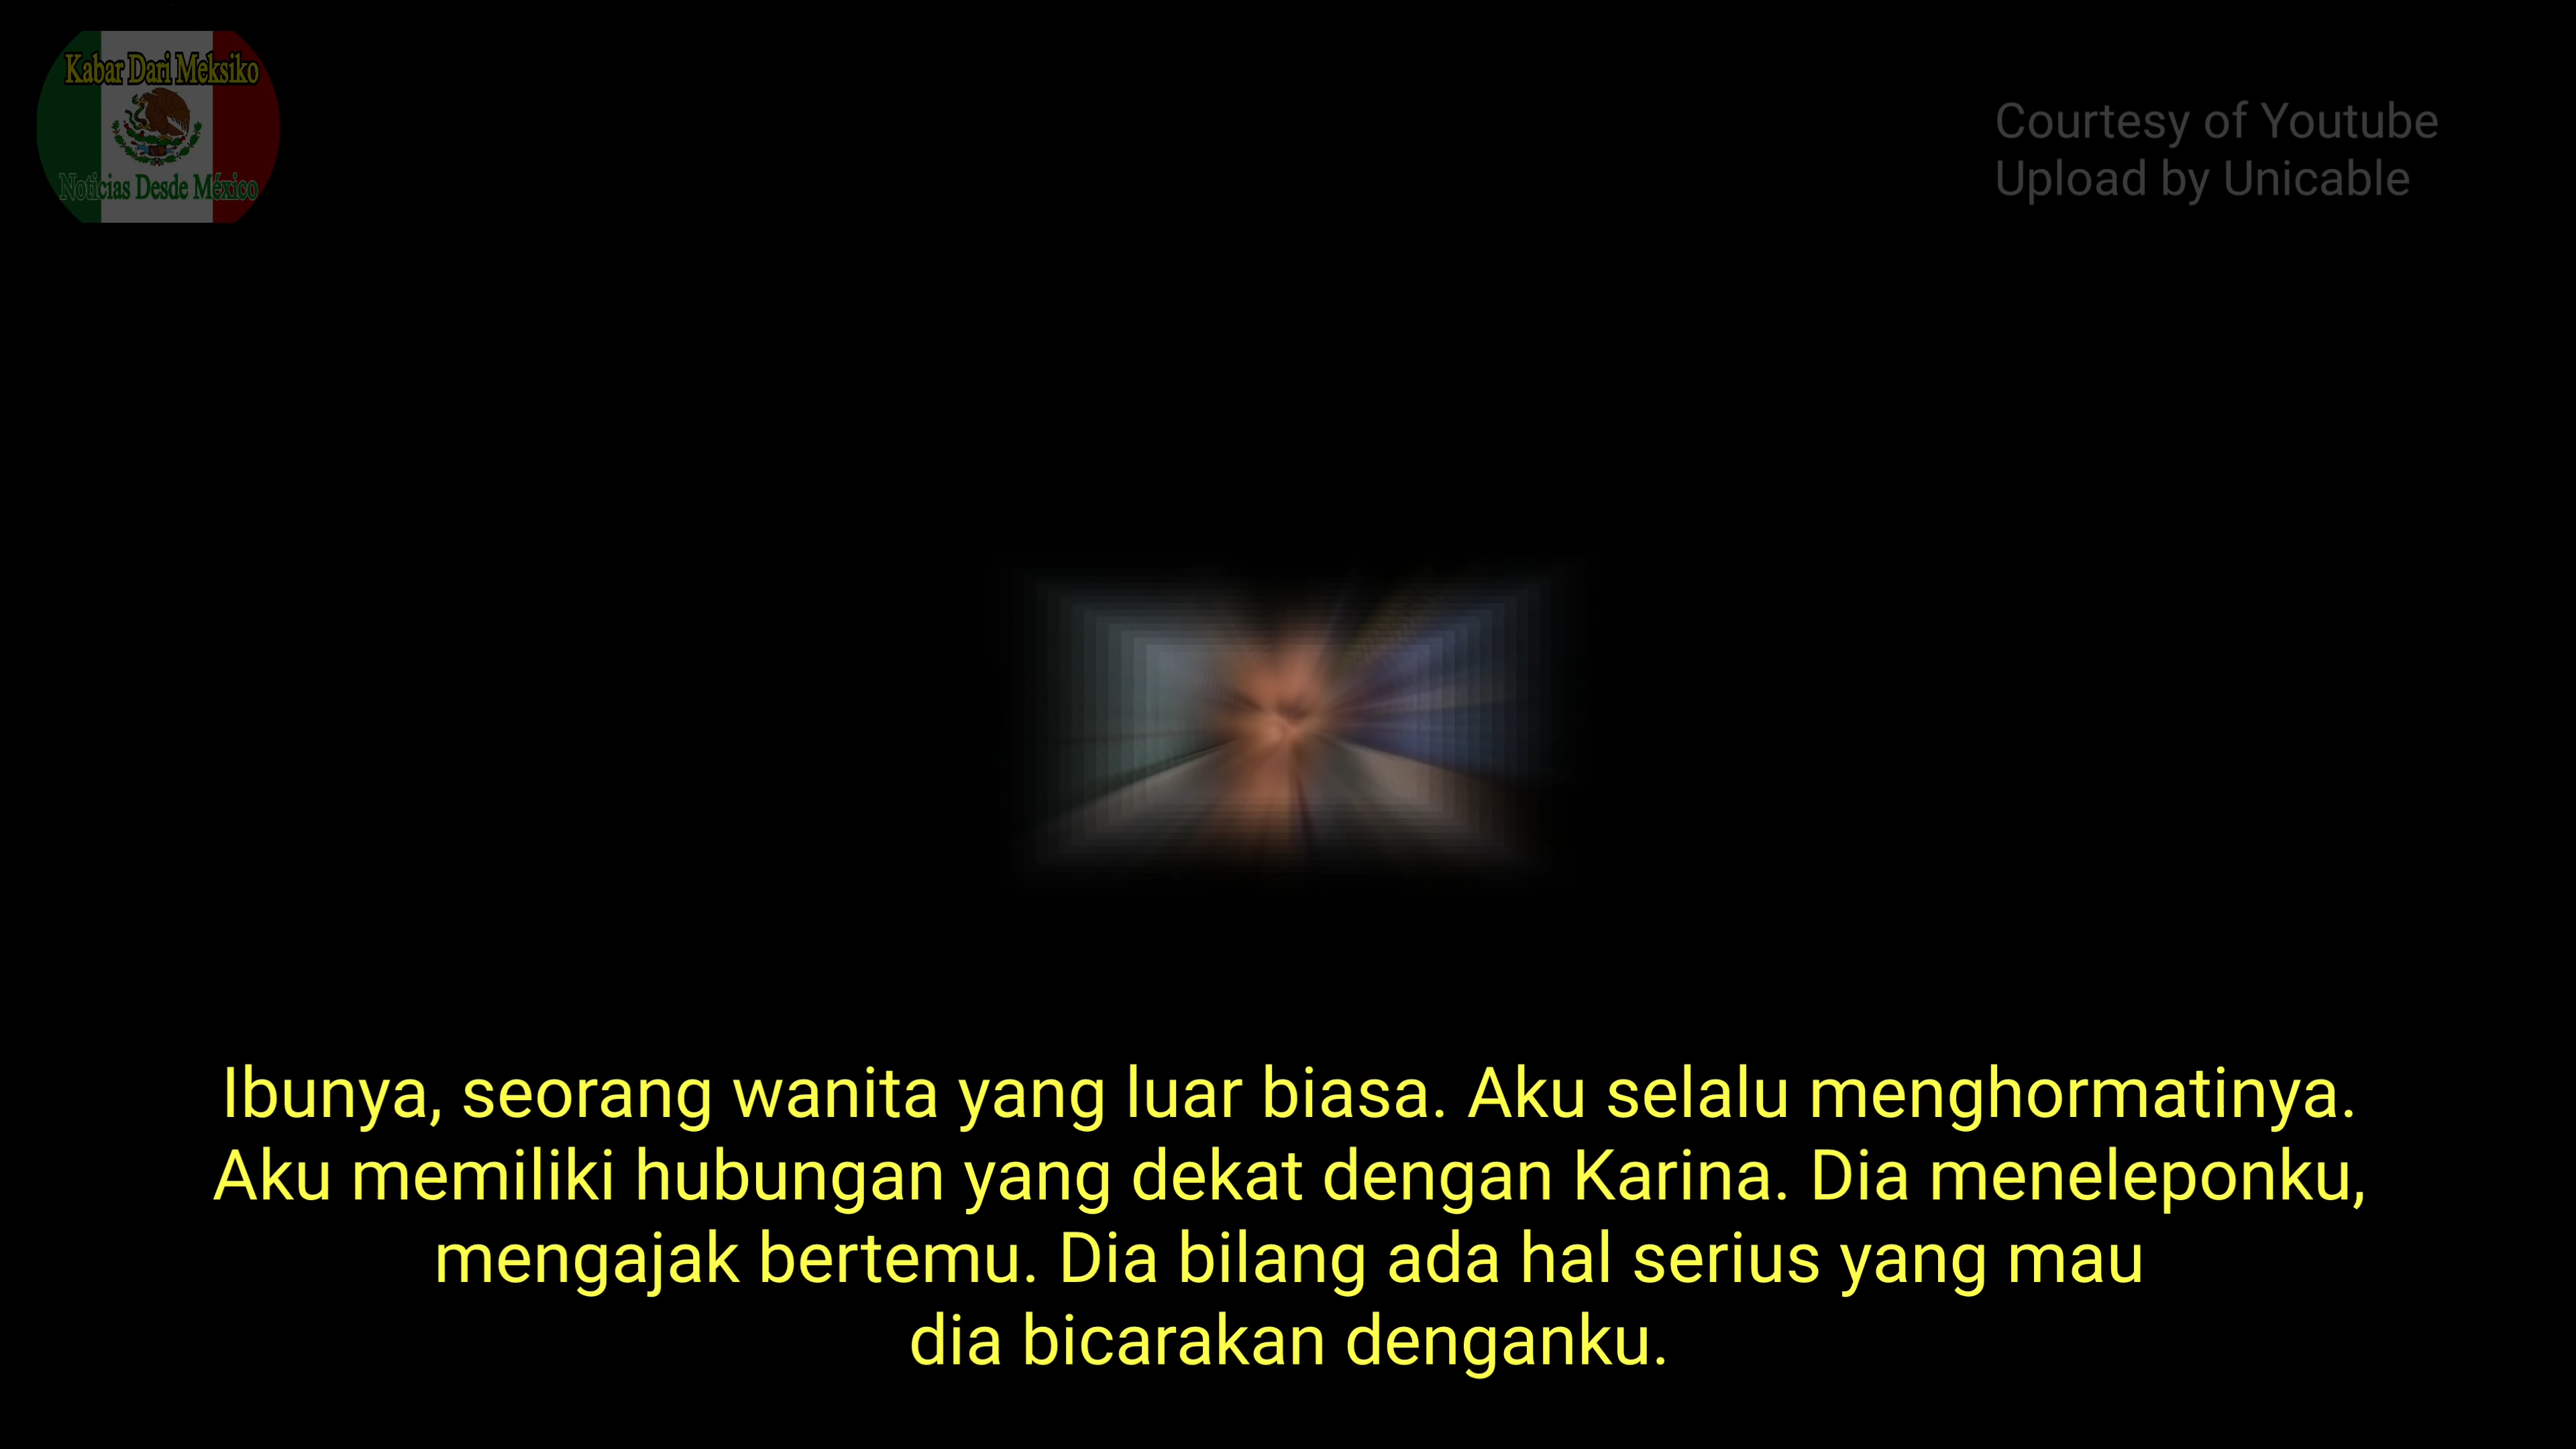 Kabar Dari Meksiko
Noticias Desde México
Courtesy of Youtube
Upload by Unicable
Ibunya, seorang wanita yang luar biasa. Aku selalu menghormatinya.
Aku memiliki hubungan yang dekat dengan Karina. Dia meneleponku,
mengajak bertemu. Dia bilang ada hal serius yang mau
dia bicarakan denganku.